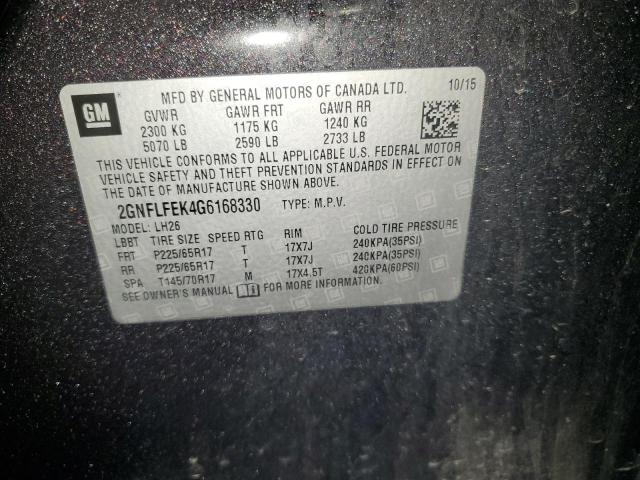 GM
MFD BY GENERAL MOTORS OF CANADA LTD. 10/15
GVWR GAWR FRT GAWR RR
2300 KG 1175 KG 1240 KG
5070 LB 2590 LB 2733 LB
THIS VEHICLE CONFORMS TO ALL APPLICABLE U.S. FEDERAL MOTOR
VEHICLE SAFETY AND THEFT PREVENTION STANDARDS IN EFFECT ON
THE DATE OF MANUFACTURE SHOWN ABOVE.
2GNFLFEK4G6168330 TYPE: M.P.V.
MODEL: LH26
LBBT TIRE SIZE SPEED RTG RIM COLD TIRE PRESSURE
FRT P225/65R17 T 17X7J 240KPA(35PSI)
RR P225/65R17 T 17X7J 240KPA(35PSI)
SPA T145/70R17 M 17X4.5T 420KPA(60PSI)
SEE OWNER'S MANUAL FOR MORE INFORMATION.